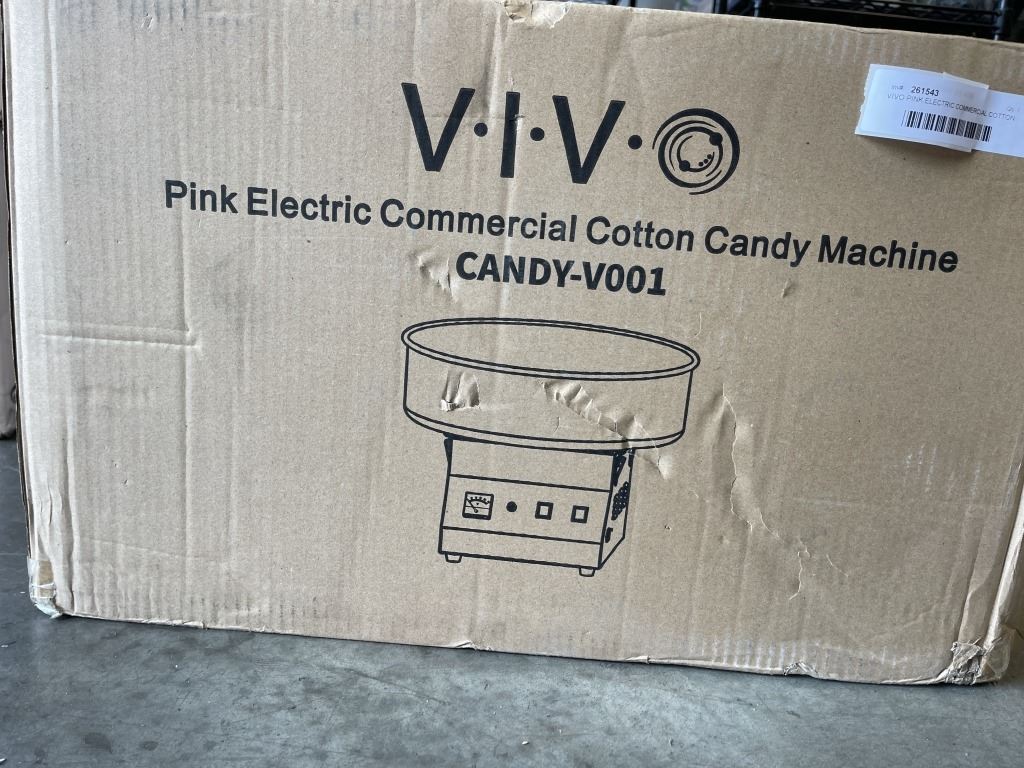 V·I·V·O
Pink Electric Commercial Cotton Candy Machine
CANDY-V001
261543
VIVO PINK ELECTRIC COMMERCIAL COTTON